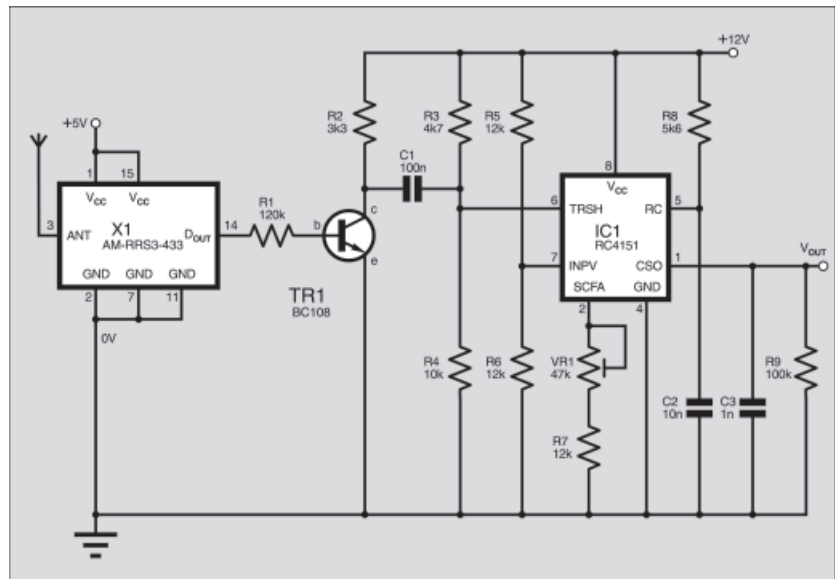 +12V
R2
3k3
R3
4k7
R5
12k
R8
5k6
+5V
C1
100n
1
15
VCC
VCC
3
ANT
X1
AM-RRS3-433
DOUT
14
R1
120k
b
c
e
GND
GND
GND
2
7
11
0V
TR1
BC108
8
VCC
6
TRSH
RC
5
IC1
RC4151
7
INPV
CSO
1
VOUT
SCFA
GND
2
4
R4
10k
R6
12k
VR1
47k
R9
100k
C2
10n
C3
1n
R7
12k